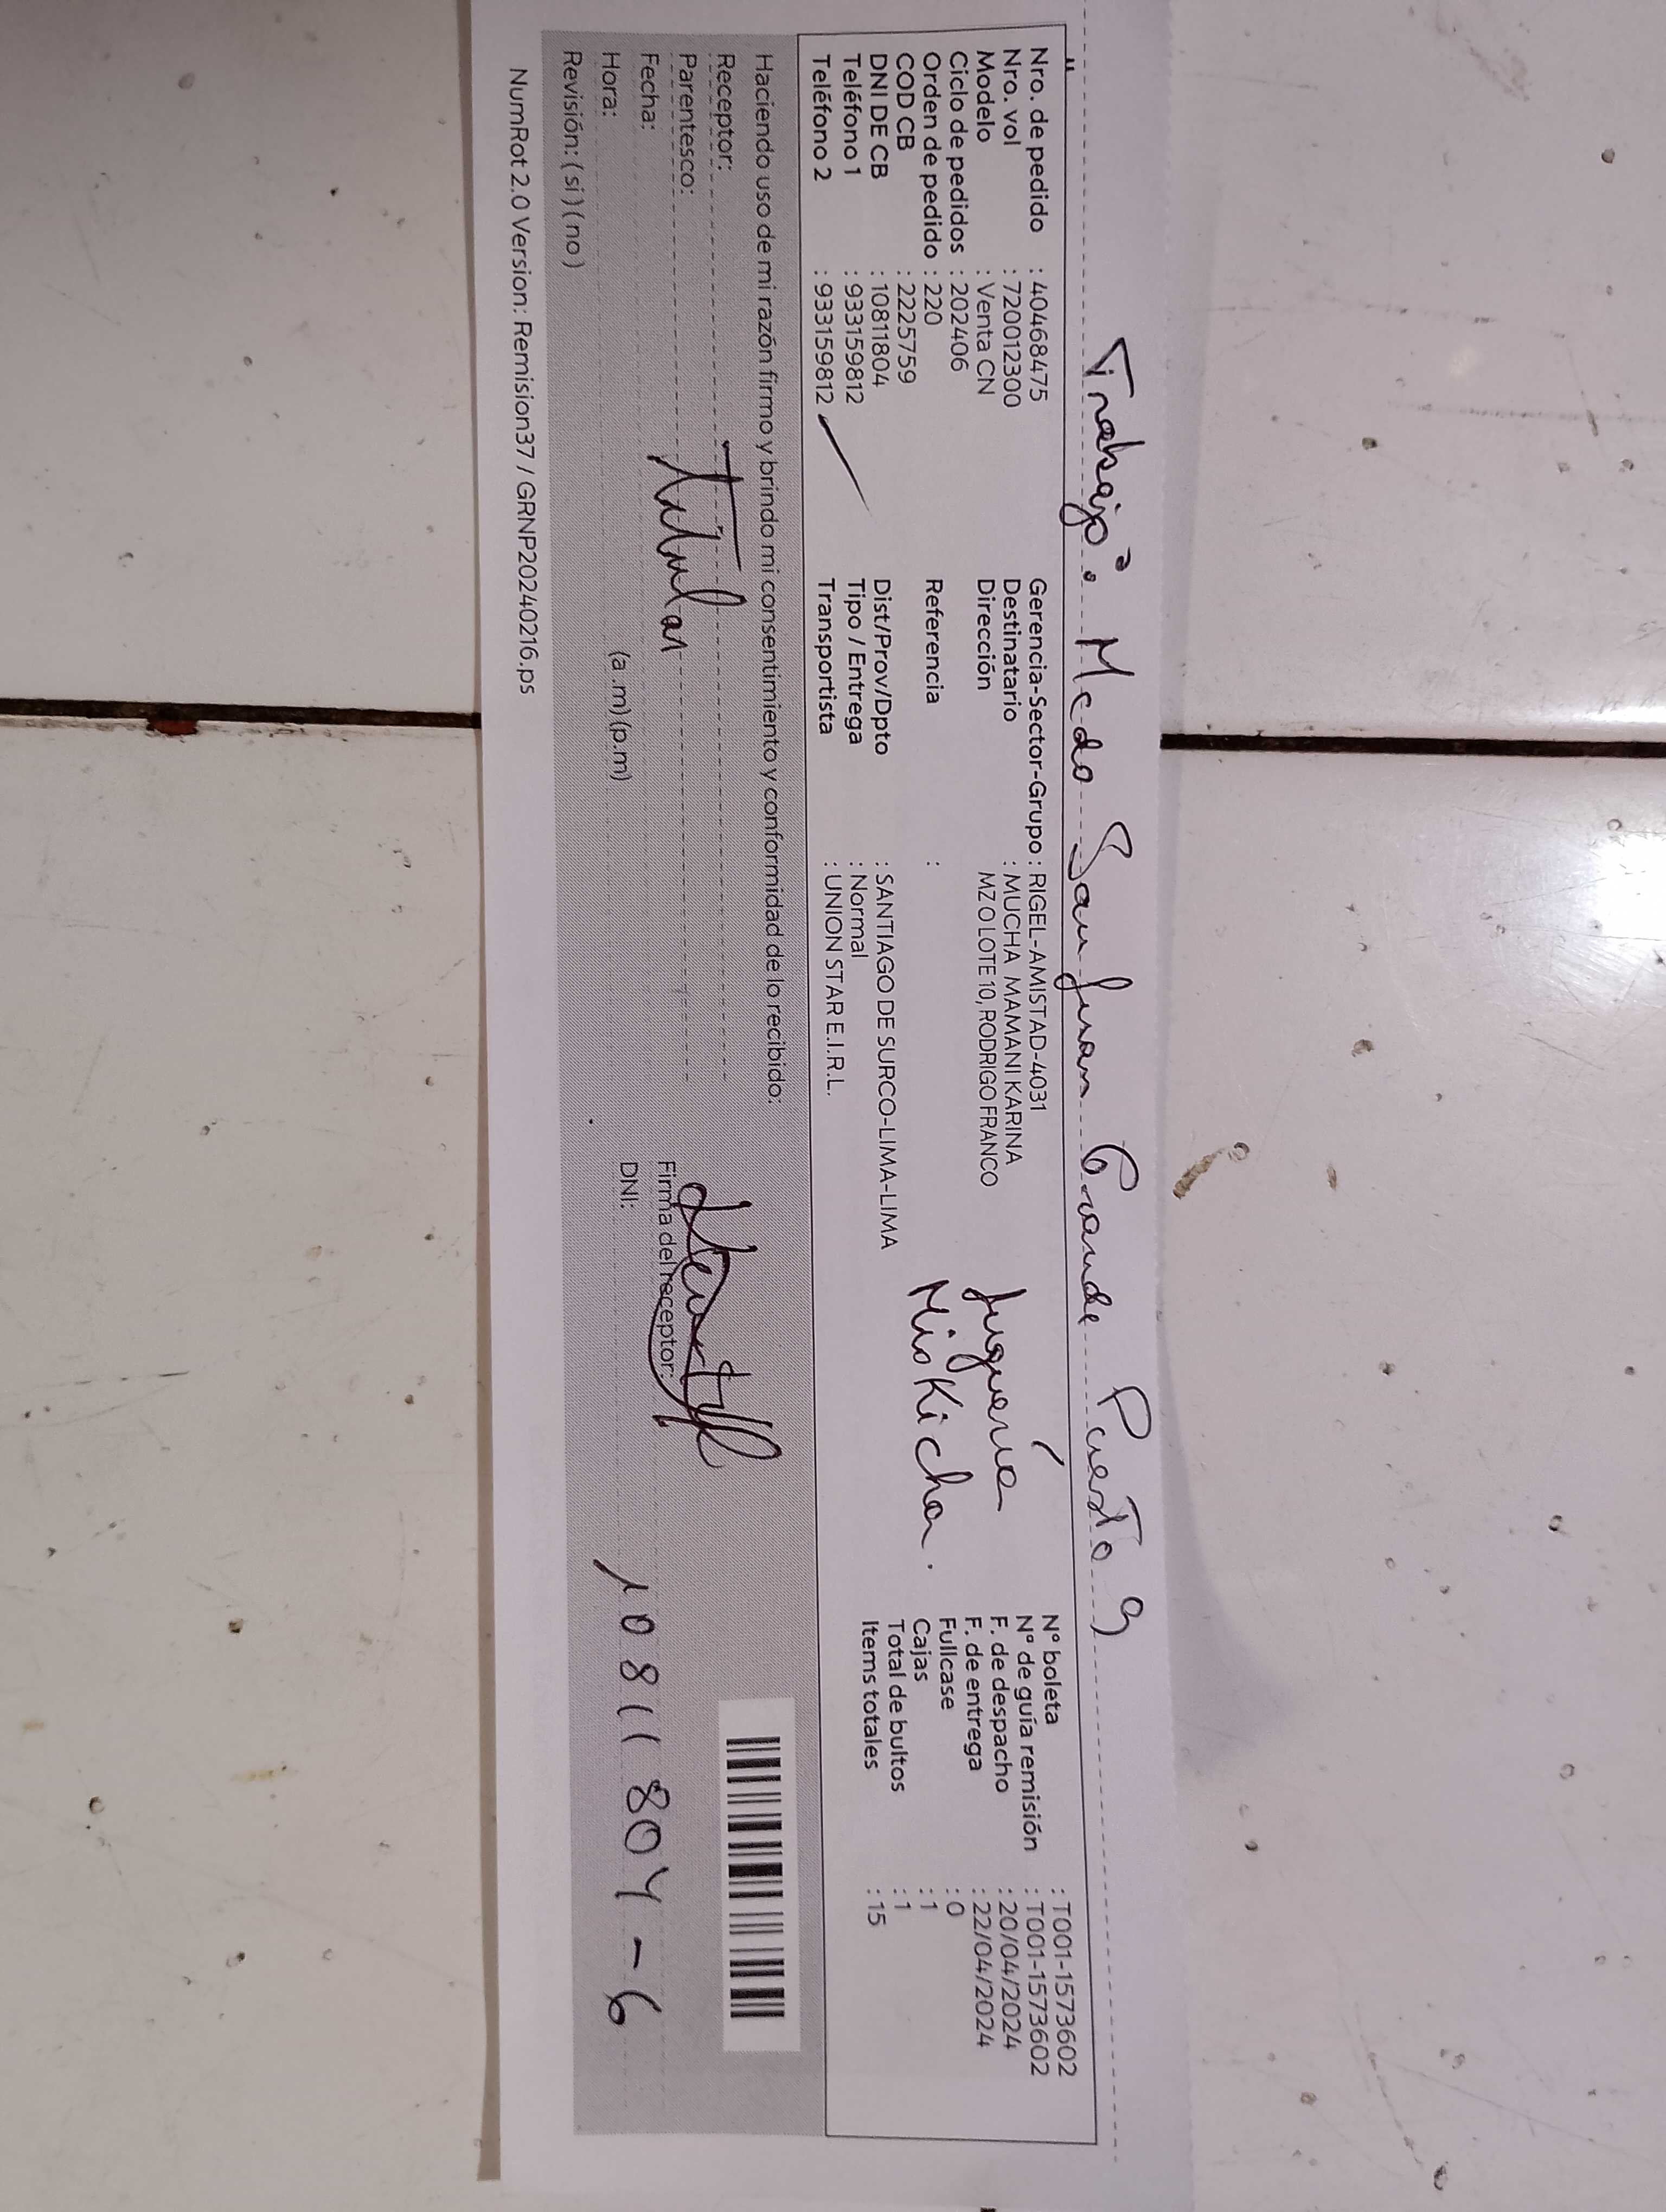 Trabajo: Mcdo San Juan Grande Puesto 9
Nro. de pedido : 40468475
Nro. vol : 720012300
Modelo : Venta CN
Ciclo de pedidos : 202406
Orden de pedido : 220
COD CB : 2225759
DNI DE CB : 10811804
Teléfono 1 : 933159812
Teléfono 2 : 933159812
Gerencia-Sector-Grupo : RIGEL-AMISTAD-4031
Destinatario : MUCHA MAMANI KARINA
Dirección MZ O LOTE 10, RODRIGO FRANCO
Referencia :
Dist/Prov/Dpto : SANTIAGO DE SURCO-LIMA-LIMA
Tipo / Entrega : Normal
Transportista : UNION STAR E.I.R.L.
Juguería
Mis Kicha.
N° boleta : T001-1573602
N° de guía remisión : T001-1573602
F. de despacho : 20/04/2024
F. de entrega : 22/04/2024
Fullcase : 0
Cajas : 1
Total de bultos : 1
Items totales : 15
Haciendo uso de mi razón firmo y brindo mi consentimiento y conformidad de lo recibido:
Receptor:
Parentesco: Titular
Fecha:
Hora: (a.m) (p.m)
Revisión: ( si ) ( no )
Firma del receptor:
DNI: 10811804-6
NumRot 2.0 Version: Remision37 / GRNP20240216.ps